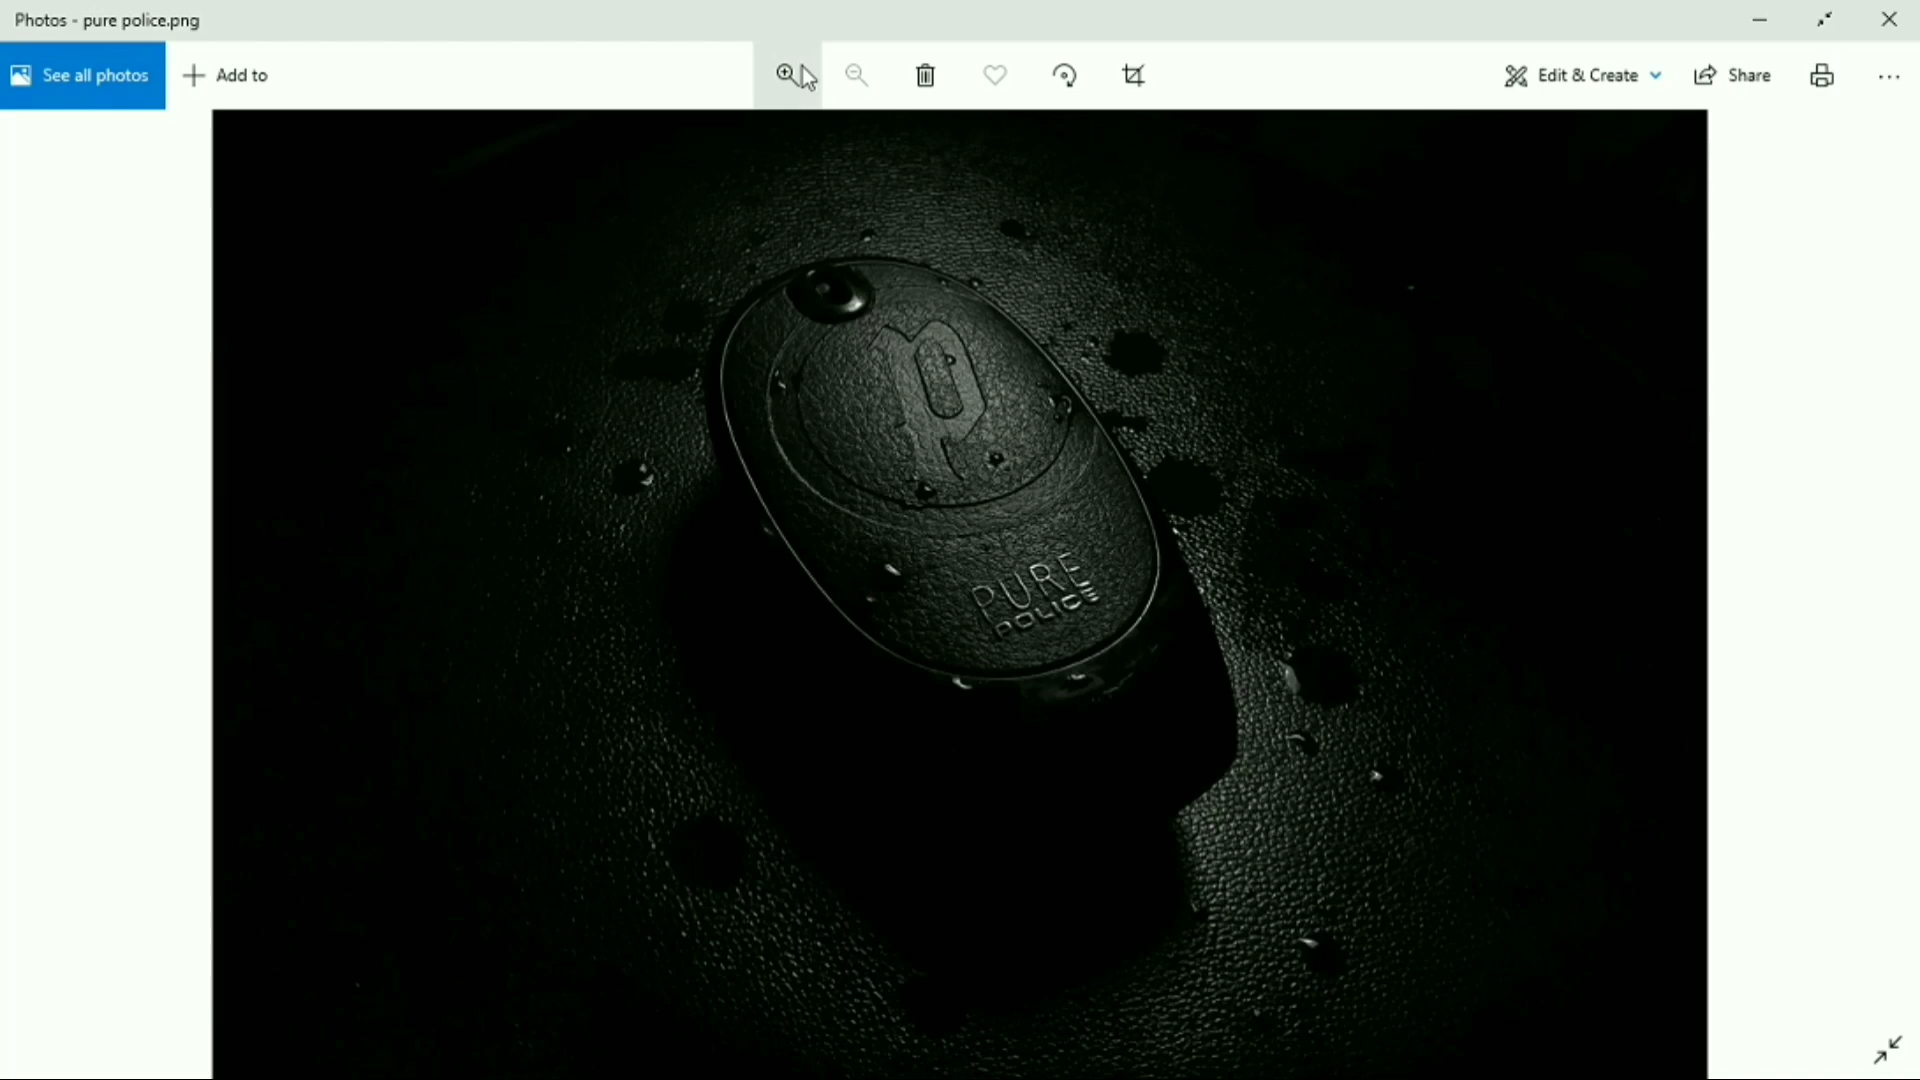 Photos - pure police.png
See all photos
Add to
Edit & Create
Share
P
PURE
POLICE